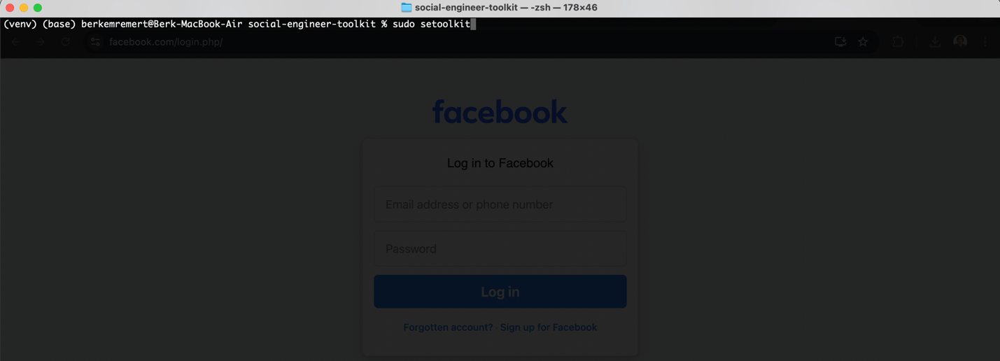 social-engineer-toolkit — -zsh — 178×46
(venv) (base) berkemremert@Berk-MacBook-Air social-engineer-toolkit % sudo setoolkit
facebook.com/login.php/
facebook
Log in to Facebook
Email address or phone number
Password
Log in
Forgotten account? · Sign up for Facebook